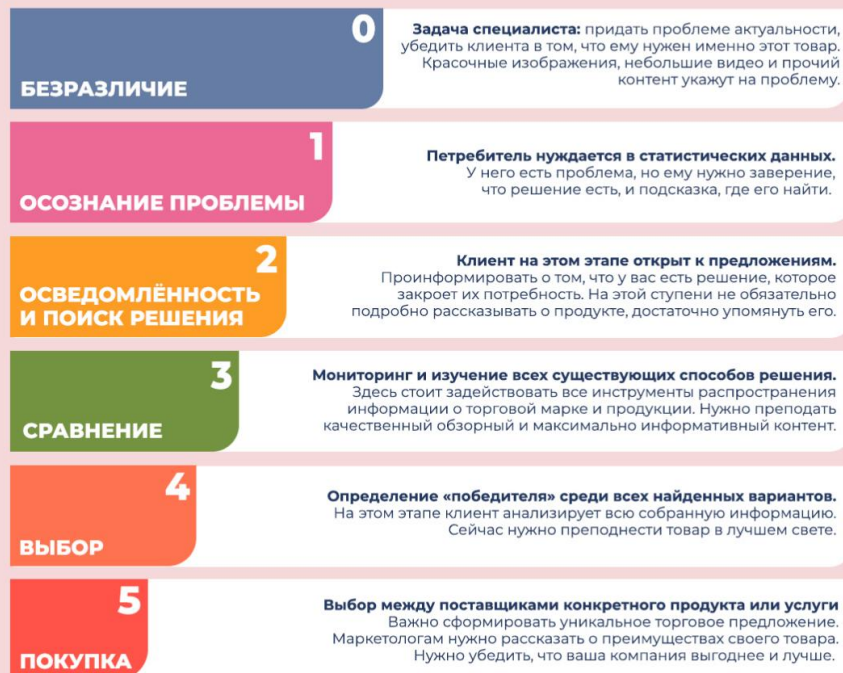 0
БЕЗРАЗЛИЧИЕ
Задача специалиста: придать проблеме актуальности,
убедить клиента в том, что ему нужен именно этот товар.
Красочные изображения, небольшие видео и прочий
контент укажут на проблему.
1
ОСОЗНАНИЕ ПРОБЛЕМЫ
Петребитель нуждается в статистических данных.
У него есть проблема, но ему нужно заверение,
что решение есть, и подсказка, где его найти.
2
ОСВЕДОМЛЁННОСТЬ
И ПОИСК РЕШЕНИЯ
Клиент на этом этапе открыт к предложениям.
Проинформировать о том, что у вас есть решение, которое
закроет их потребность. На этой ступени не обязательно
подробно рассказывать о продукте, достаточно упомянуть его.
3
СРАВНЕНИЕ
Мониторинг и изучение всех существующих способов решения.
Здесь стоит задействовать все инструменты распространения
информации о торговой марке и продукции. Нужно преподать
качественный обзорный и максимально информативный контент.
4
ВЫБОР
Определение «победителя» среди всех найденных вариантов.
На этом этапе клиент анализирует всю собранную информацию.
Сейчас нужно преподнести товар в лучшем свете.
5
ПОКУПКА
Выбор между поставщиками конкретного продукта или услуги
Важно сформировать уникальное торговое предложение.
Маркетологам нужно рассказать о преимуществах своего товара.
Нужно убедить, что ваша компания выгоднее и лучше.